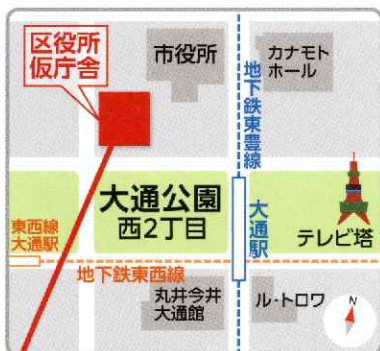 区役所
仮庁舎
市役所
カナモト
ホール
地下鉄東豊線
大通公園
西2丁目
大通駅
テレビ塔
東西線
大通駅
地下鉄東西線
丸井今井
大通館
ル・トロワ
N